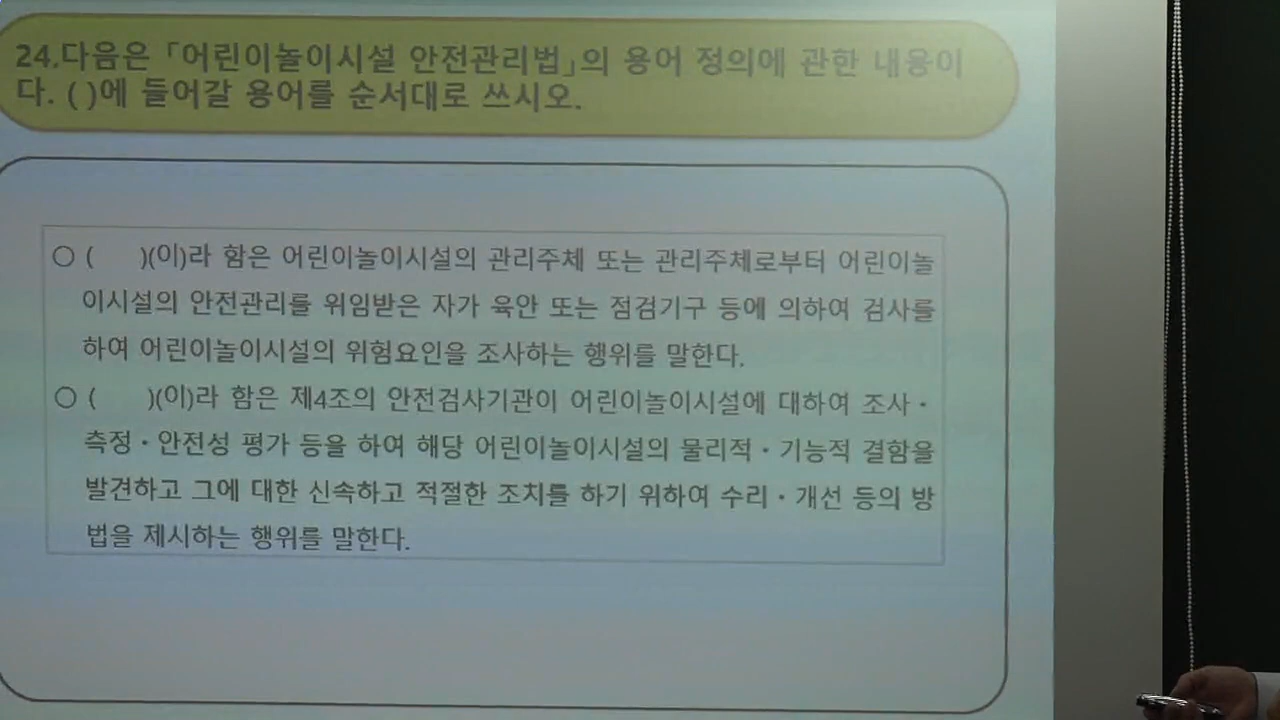 24.다음은 「어린이놀이시설 안전관리법」의 용어 정의에 관한 내용이
다. ( )에 들어갈 용어를 순서대로 쓰시오.
○ ( )(이)라 함은 어린이놀이시설의 관리주체 또는 관리주체로부터 어린이놀
이시설의 안전관리를 위임받은 자가 육안 또는 점검기구 등에 의하여 검사를
하여 어린이놀이시설의 위험요인을 조사하는 행위를 말한다.
○ ( )(이)라 함은 제4조의 안전검사기관이 어린이놀이시설에 대하여 조사·
측정·안전성 평가 등을 하여 해당 어린이놀이시설의 물리적·기능적 결함을
발견하고 그에 대한 신속하고 적절한 조치를 하기 위하여 수리·개선 등의 방
법을 제시하는 행위를 말한다.